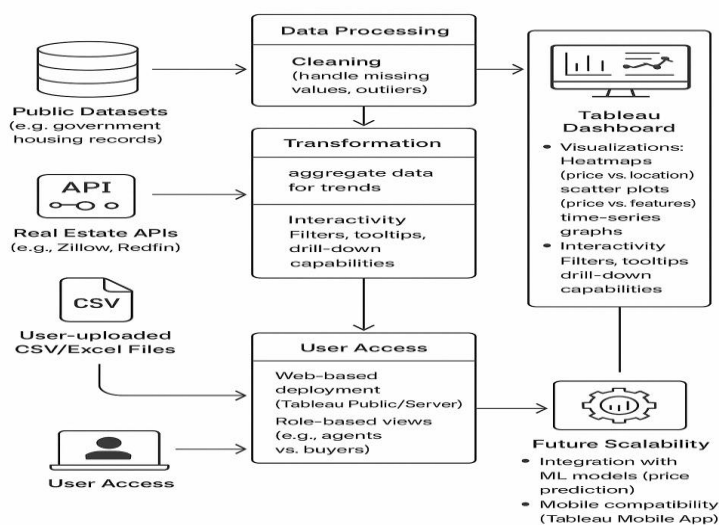 Public Datasets
(e.g. government
housing records)
API
Real Estate APIs
(e.g., Zillow, Redfin)
CSV
User-uploaded
CSV/Excel Files
User Access
Data Processing
Cleaning
(handle missing
values, outliers)
Transformation
aggregate data
for trends
Interactivity
Filters, tooltips,
drill-down
capabilities
User Access
Web-based
deployment
(Tableau Public/Server)
Role-based views
(e.g., agents
vs. buyers)
Tableau
Dashboard
• Visualizations:
Heatmaps
(price vs. location)
scatter plots
(price vs. features)
time-series
graphs
• Interactivity
Filters, tooltips
drill-down
capabilities
Future Scalability
• Integration with
ML models (price
prediction)
• Mobile compatibility
(Tableau Mobile App)